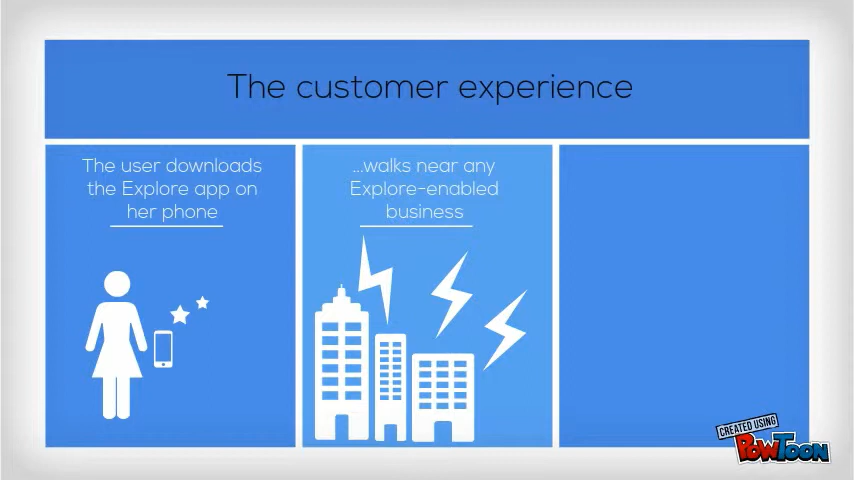 The customer experience
The user downloads
the Explore app on
her phone
...walks near any
Explore-enabled
business
CREATED USING
POWTOON